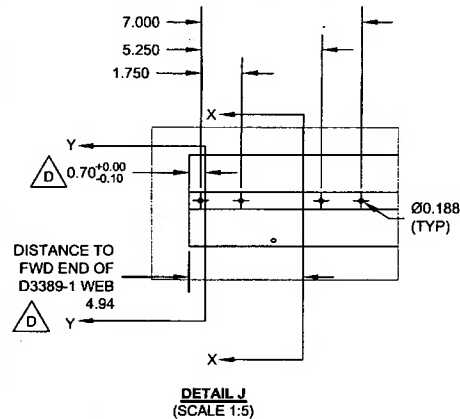 7.000
5.250
1.750
X
Y
D 0.70 +0.00
-0.10
Ø0.188
(TYP)
DISTANCE TO
FWD END OF
D3389-1 WEB
4.94
D
Y
X
DETAIL J
(SCALE 1:5)